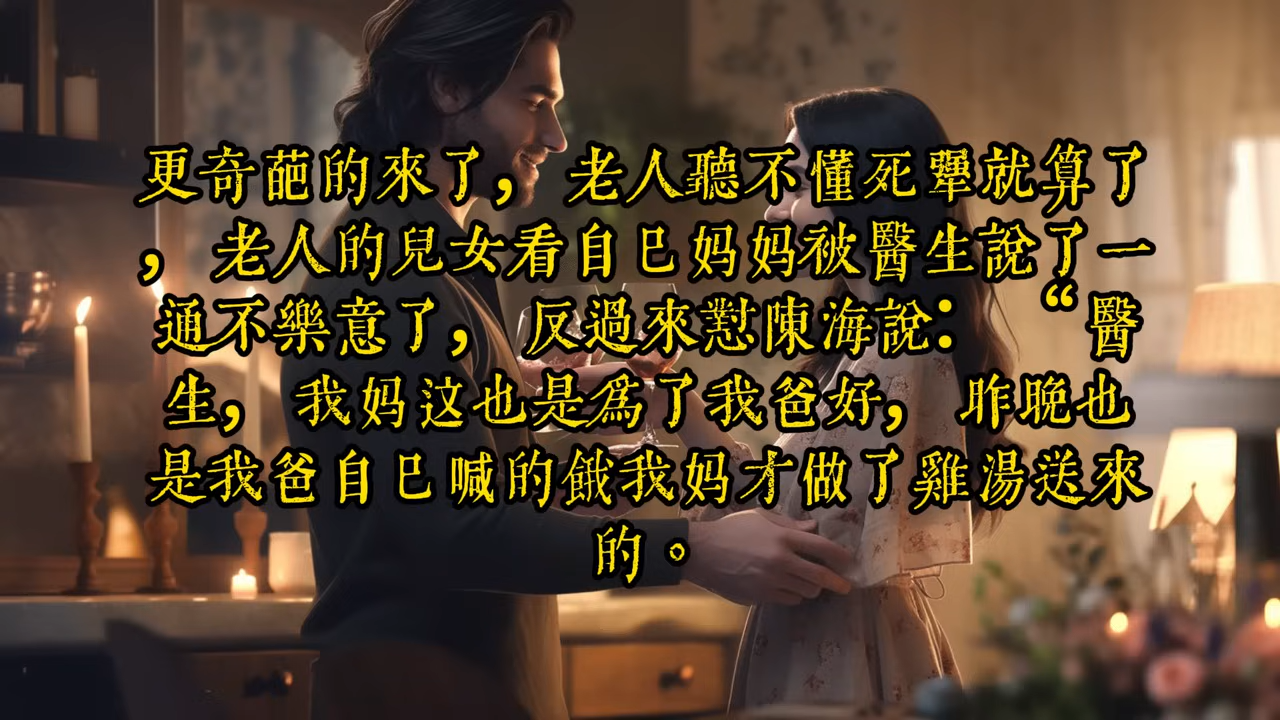 更奇葩的來了， 老人聽不懂死犟就算了
， 老人的兒女看自已妈妈被醫生說了一
通不樂意了， 反過來懟陳海說： “醫
生， 我妈这也是爲了我爸好， 昨晚也
是我爸自已喊的餓我妈才做了雞湯送來
的。